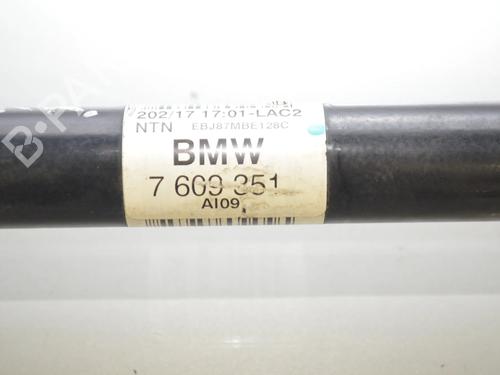 202/17 17:01-LAC2
NTN EBJ87MBE128C
BMW
7 609 351
AI09